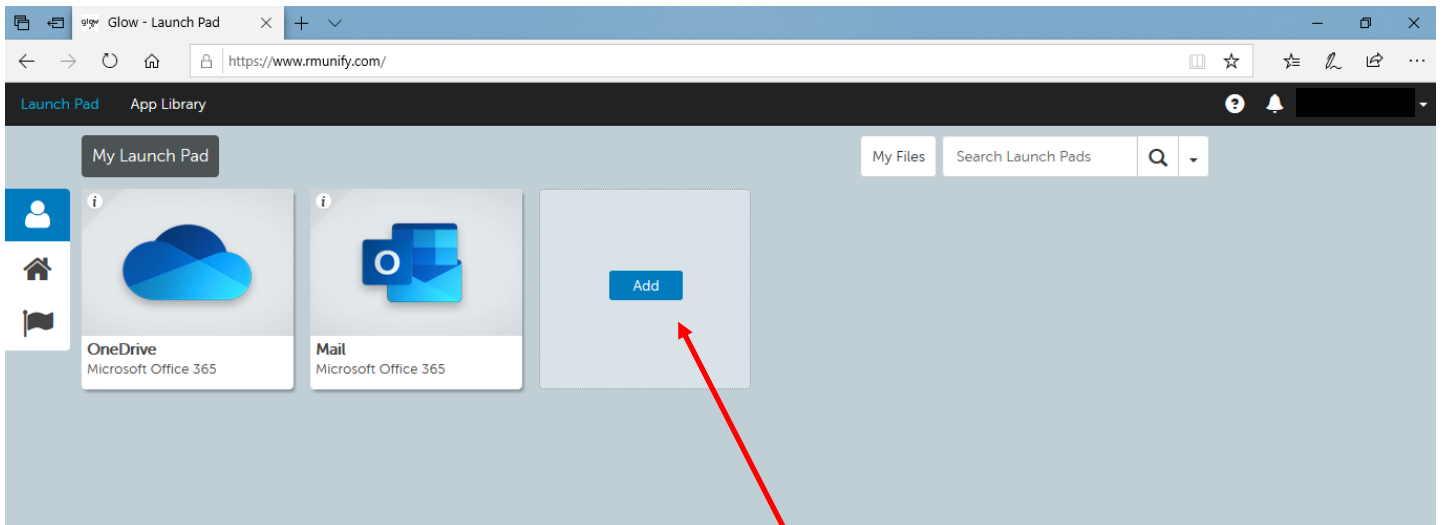 glow Glow - Launch Pad
https://www.rmunify.com/
Launch Pad App Library
My Launch Pad
My Files Search Launch Pads
i i
O
Add
OneDrive Mail
Microsoft Office 365 Microsoft Office 365